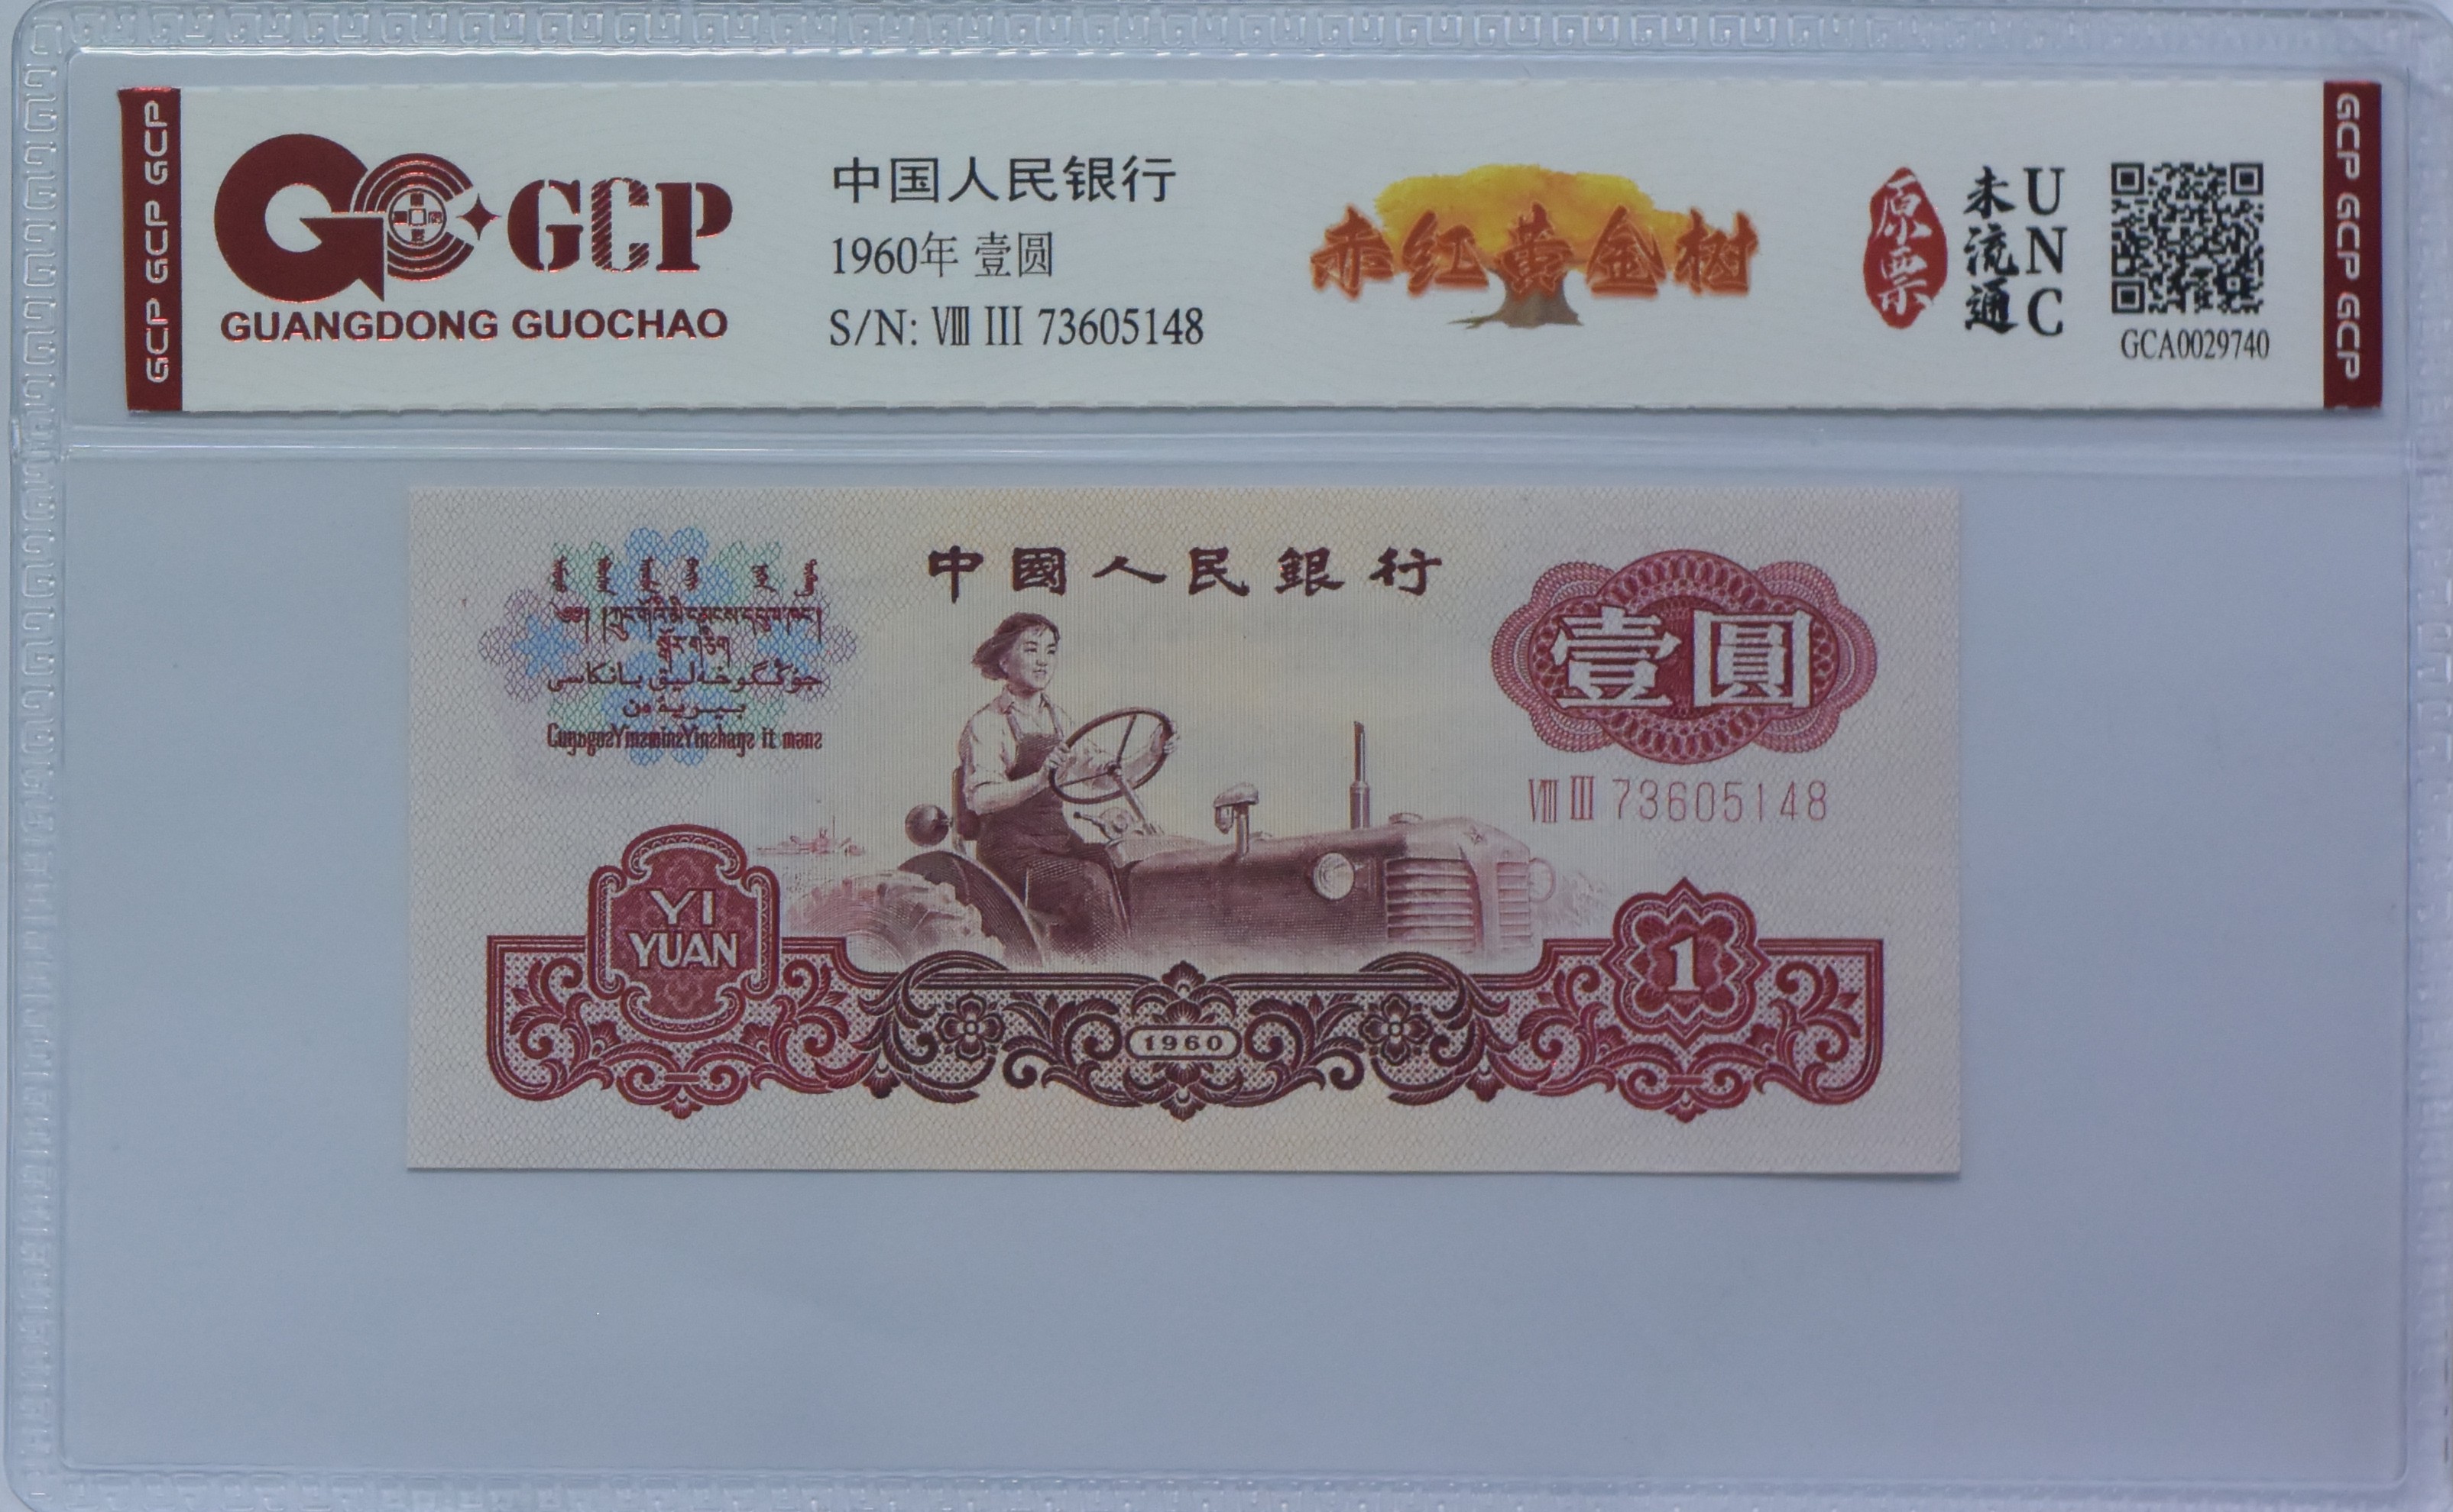 GCP GCP GCP
GCP
GUANGDONG GUOCHAO
中国人民银行
1960年 壹圆
S/N: Ⅷ III 73605148
赤红黄金树
原票
未流通
UNC
GCA0029740
GCP GCP GCP
中國人民銀行
壹圓
Ⅷ Ⅲ 73605148
YI
YUAN
1
1960